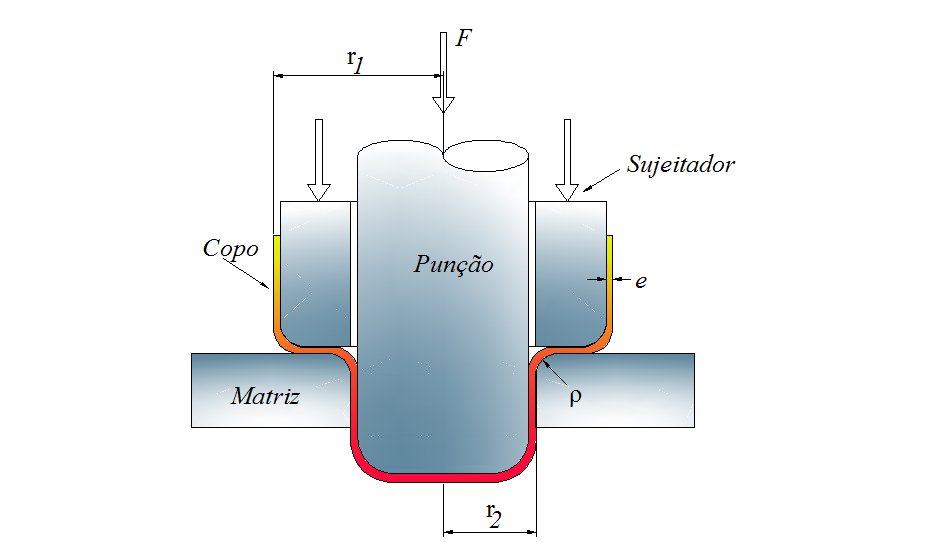 F
r1
Sujeitador
Copo
Punção
e
Matriz
ρ
r2